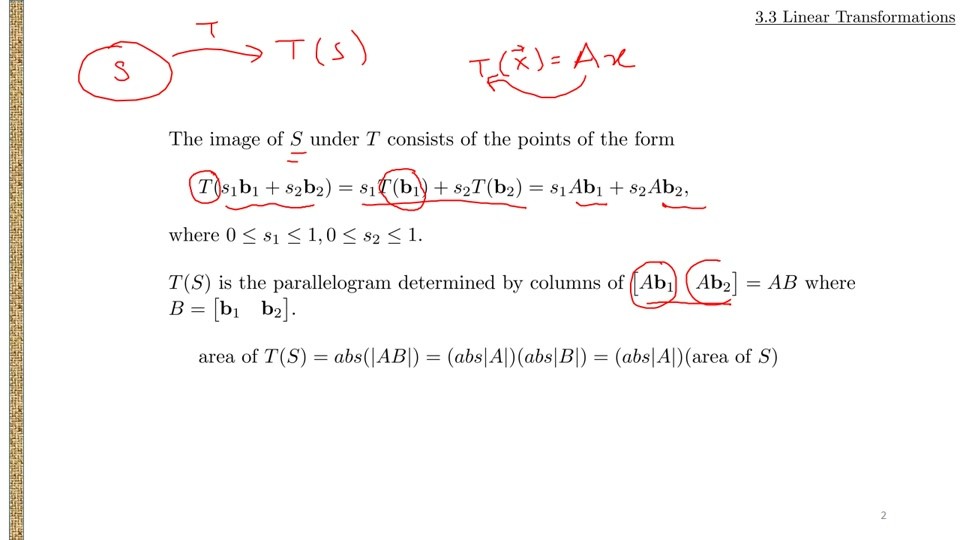 3.3 Linear Transformations
S T T(S) T(x⃗) = Ax
The image of S under T consists of the points of the form
T(s₁b₁ + s₂b₂) = s₁T(b₁) + s₂T(b₂) = s₁Ab₁ + s₂Ab₂,
where 0 ≤ s₁ ≤ 1, 0 ≤ s₂ ≤ 1.
T(S) is the parallelogram determined by columns of [Ab₁ Ab₂] = AB where
B = [b₁ b₂].
area of T(S) = abs(|AB|) = (abs|A|)(abs|B|) = (abs|A|)(area of S)
2